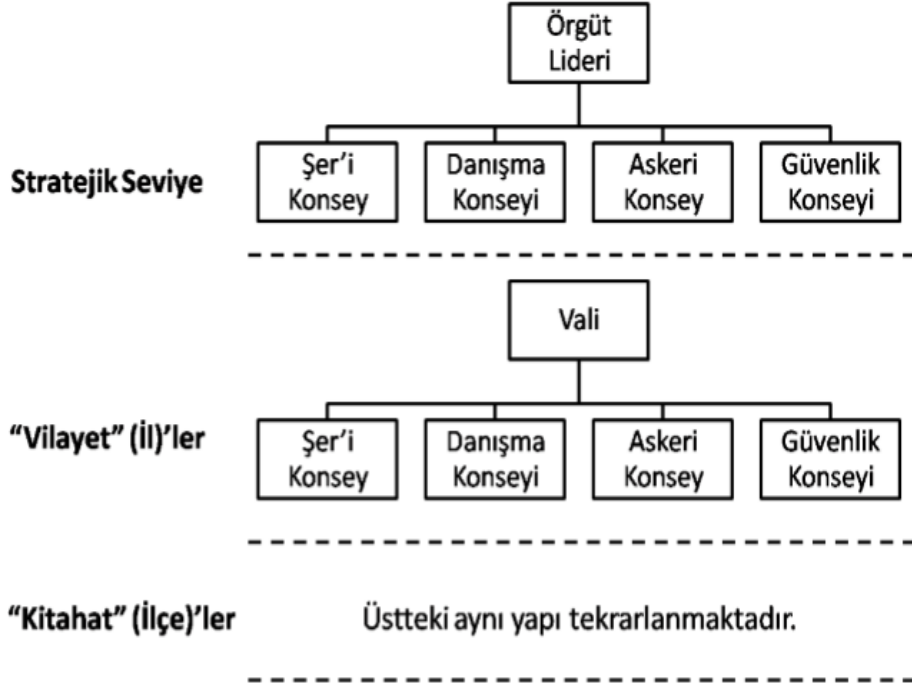 Örgüt
Lideri
Stratejik Seviye
Şer’i
Konsey
Danışma
Konseyi
Askeri
Konsey
Güvenlik
Konseyi
Vali
“Vilayet” (İl)’ler
Şer’i
Konsey
Danışma
Konseyi
Askeri
Konsey
Güvenlik
Konseyi
“Kitahat” (İlçe)’ler
Üstteki aynı yapı tekrarlanmaktadır.